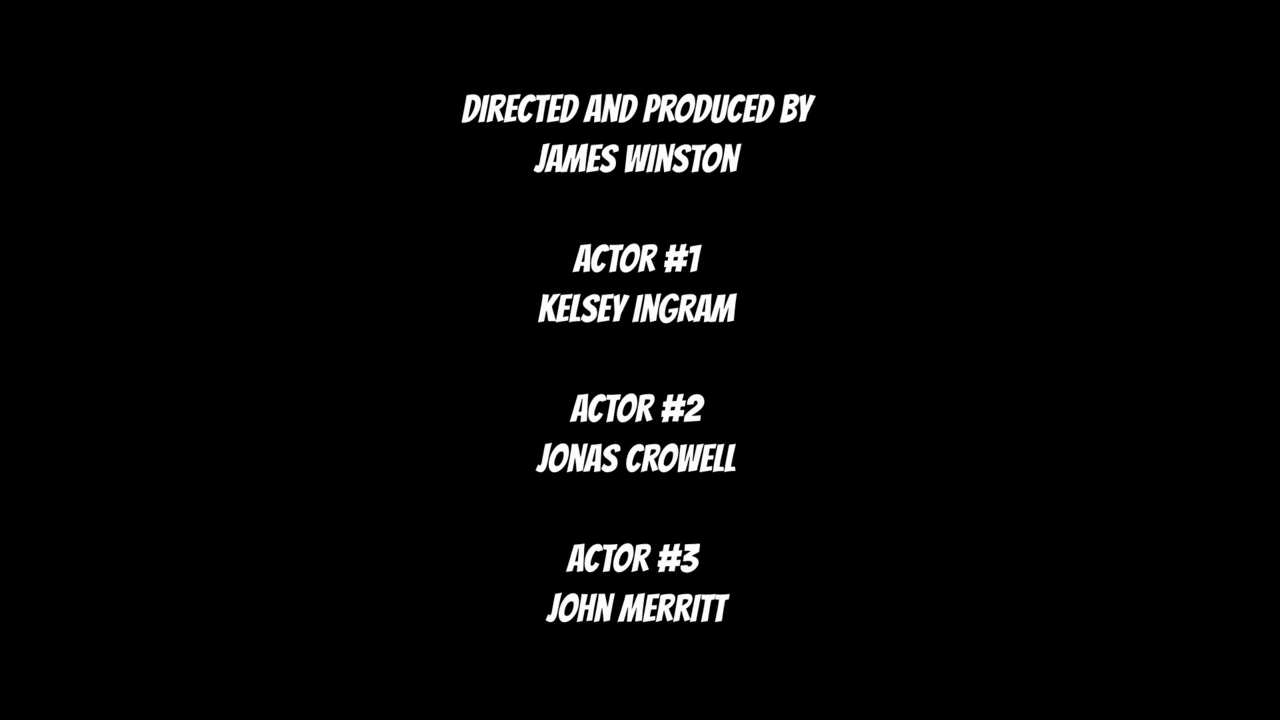 DIRECTED AND PRODUCED BY
JAMES WINSTON
ACTOR #1
KELSEY INGRAM
ACTOR #2
JONAS CROWELL
ACTOR #3
JOHN MERRITT